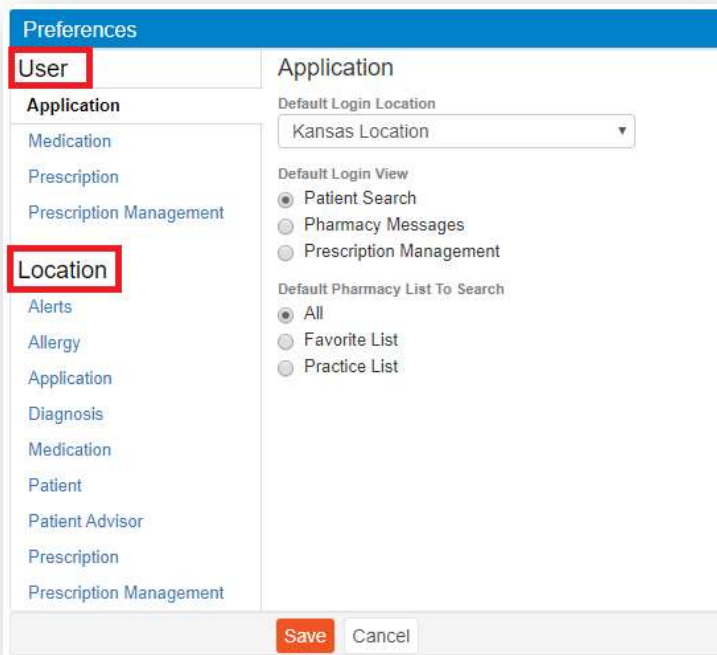 Preferences
User
Application
Medication
Prescription
Prescription Management
Location
Alerts
Allergy
Application
Diagnosis
Medication
Patient
Patient Advisor
Prescription
Prescription Management
Application
Default Login Location
Kansas Location
Default Login View
Patient Search
Pharmacy Messages
Prescription Management
Default Pharmacy List To Search
All
Favorite List
Practice List
Save Cancel